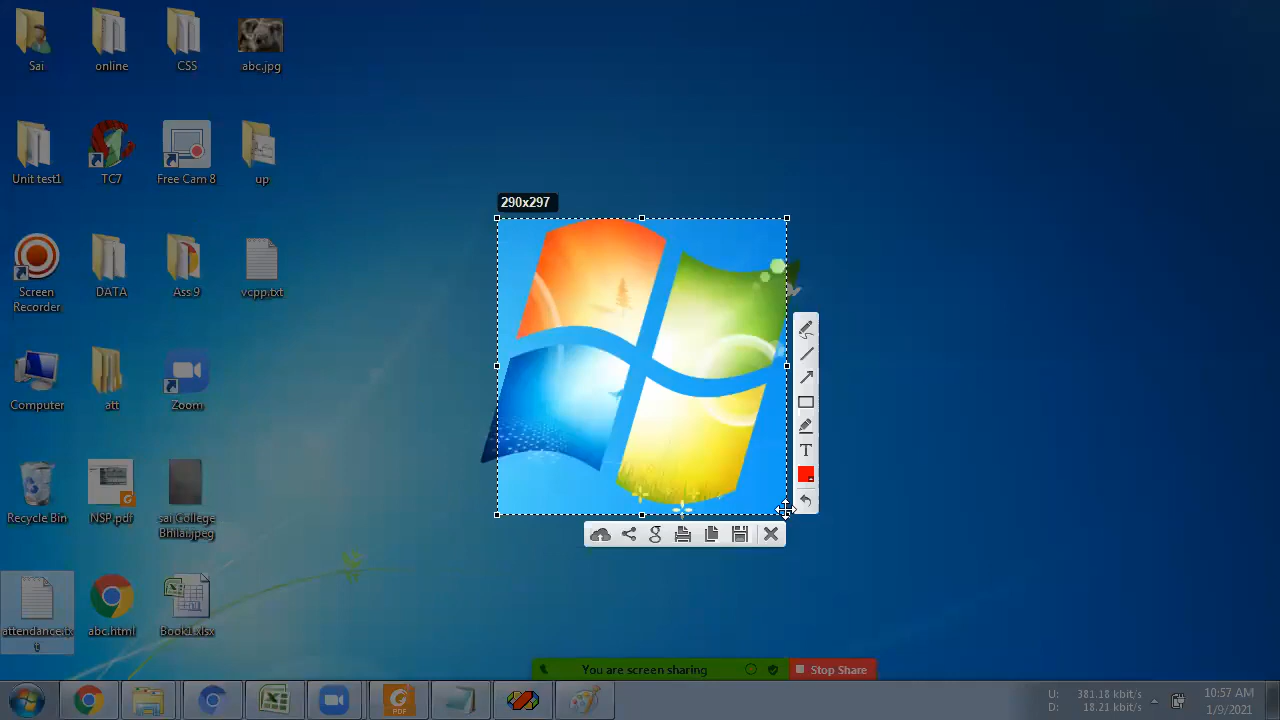 Sai
online
CSS
abc.jpg
Unit test1
TC7
Free Cam 8
up
290x297
Screen
Recorder
DATA
Ass 9
vcpp.txt
Computer
att
Zoom
T
g
Recycle Bin
NSP.pdf
sai College
Bhilai.jpeg
attendance.tx
t
abc.html
Book1.xlsx
You are screen sharing
Stop Share
PDF
U: 381.18 kbit/s
D: 18.21 kbit/s
10:57 AM
1/9/2021